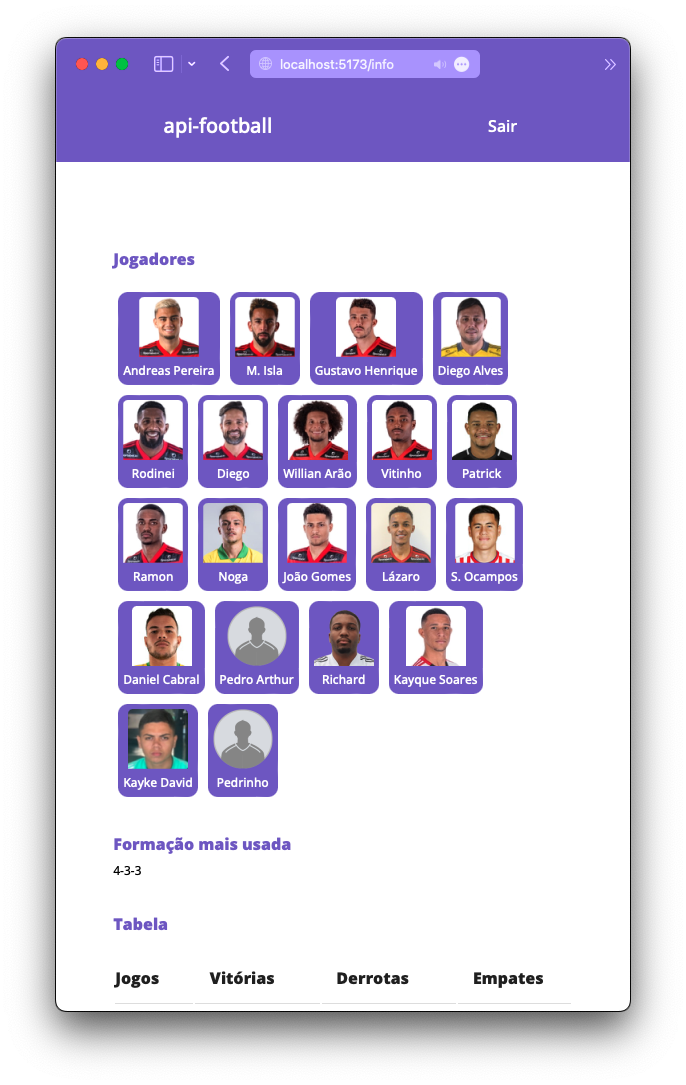 localhost:5173/info
api-football
Sair
Jogadores
Andreas Pereira
M. Isla
Gustavo Henrique
Diego Alves
Rodinei
Diego
Willian Arão
Vitinho
Patrick
Ramon
Noga
João Gomes
Lázaro
S. Ocampos
Daniel Cabral
Pedro Arthur
Richard
Kayque Soares
Kayke David
Pedrinho
Formação mais usada
4-3-3
Tabela
Jogos Vitórias Derrotas Empates